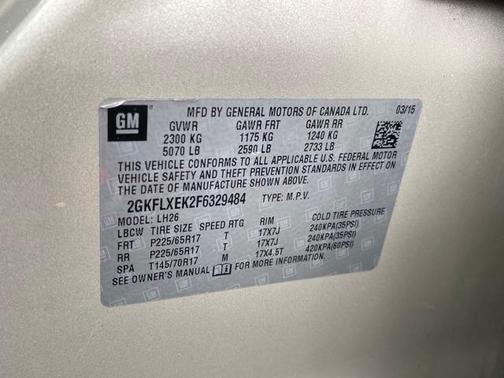 GM
MFD BY GENERAL MOTORS OF CANADA LTD. 03/15
GVWR GAWR FRT GAWR RR
2300 KG 1175 KG 1240 KG
5070 LB 2590 LB 2733 LB
THIS VEHICLE CONFORMS TO ALL APPLICABLE U.S. FEDERAL MOTOR
VEHICLE SAFETY AND THEFT PREVENTION STANDARDS IN EFFECT ON
THE DATE OF MANUFACTURE SHOWN ABOVE.
2GKFLXEK2F6329484 TYPE: M.P.V.
MODEL: LH26
LBCW TIRE SIZE SPEED RTG RIM COLD TIRE PRESSURE
FRT P225/65R17 T 17X7J 240KPA(35PSI)
RR P225/65R17 T 17X7J 240KPA(35PSI)
SPA T145/70R17 M 17X4.5T 420KPA(60PSI)
SEE OWNER'S MANUAL FOR MORE INFORMATION.